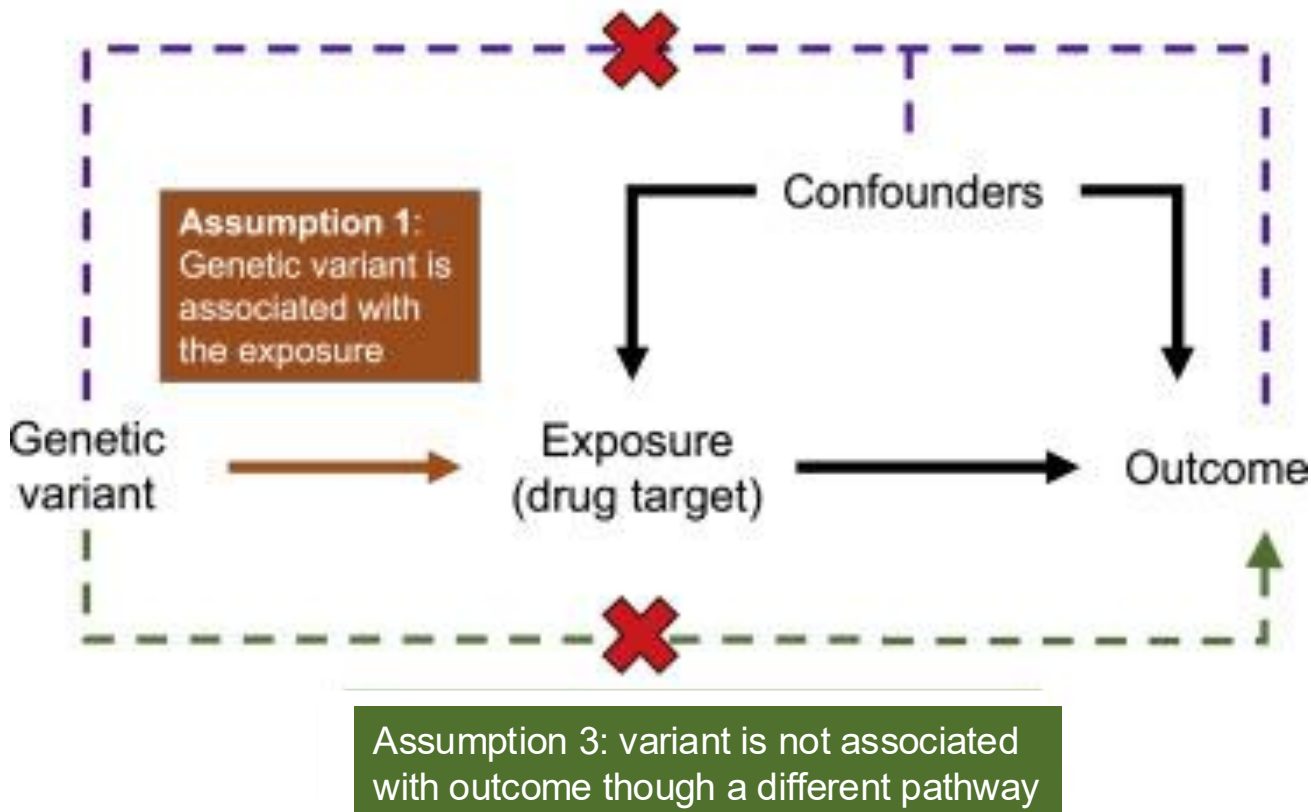 Confounders
Assumption 1:
Genetic variant is
associated with
the exposure
Genetic
variant
Exposure
(drug target)
Outcome
Assumption 3: variant is not associated
with outcome though a different pathway